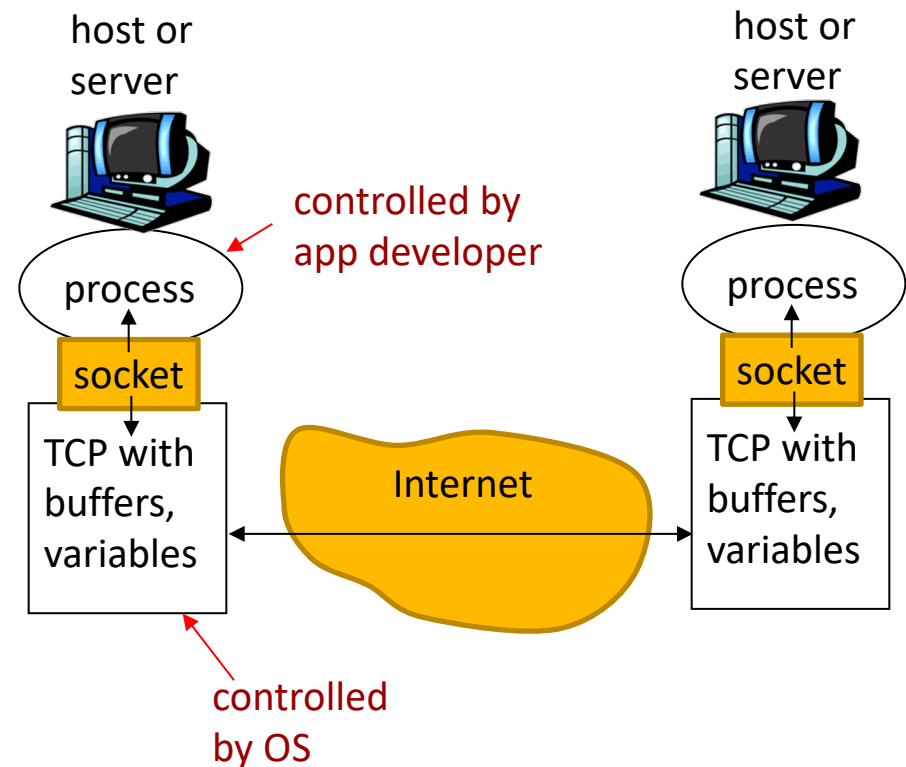 host or
server
host or
server
controlled by
app developer
process
process
socket
socket
TCP with
buffers,
variables
Internet
TCP with
buffers,
variables
controlled
by OS